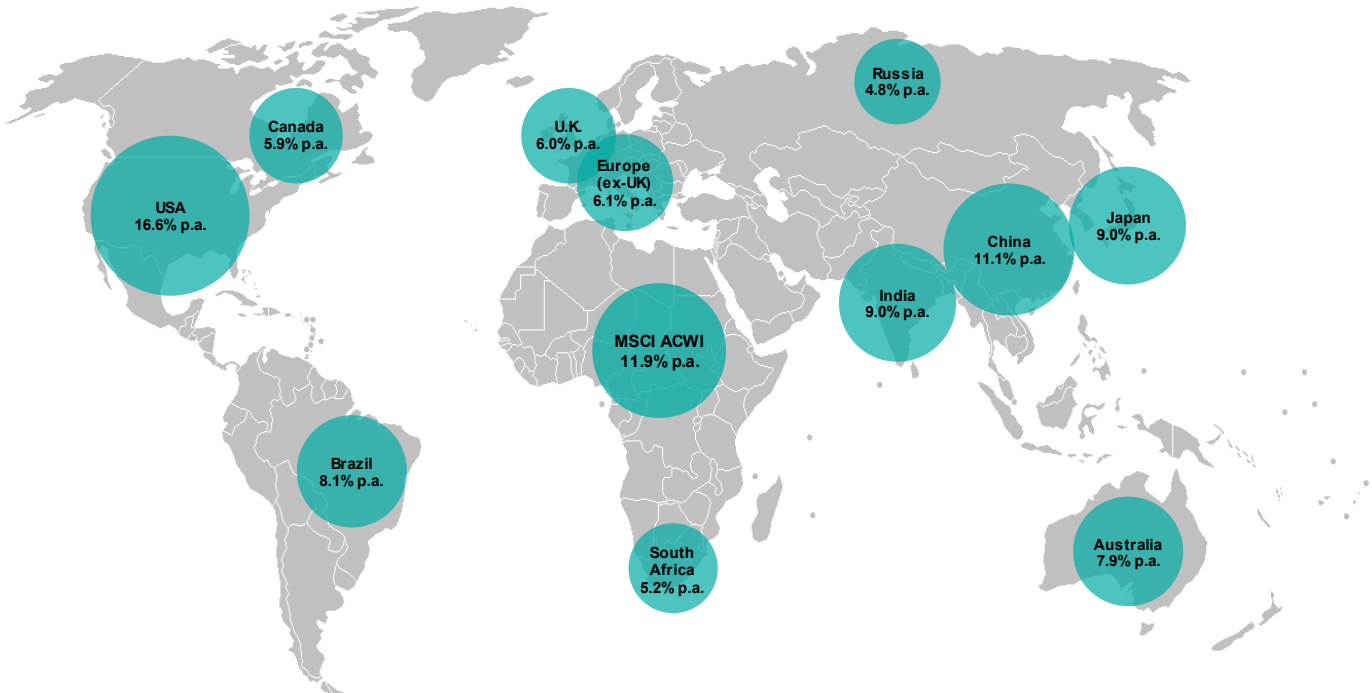 Russia
4.8% p.a.
Canada
5.9% p.a.
U.K.
6.0% p.a.
Europe
(ex-UK)
6.1% p.a.
USA
16.6% p.a.
Japan
9.0% p.a.
China
11.1% p.a.
India
9.0% p.a.
MSCI ACWI
11.9% p.a.
Brazil
8.1% p.a.
South
Africa
5.2% p.a.
Australia
7.9% p.a.